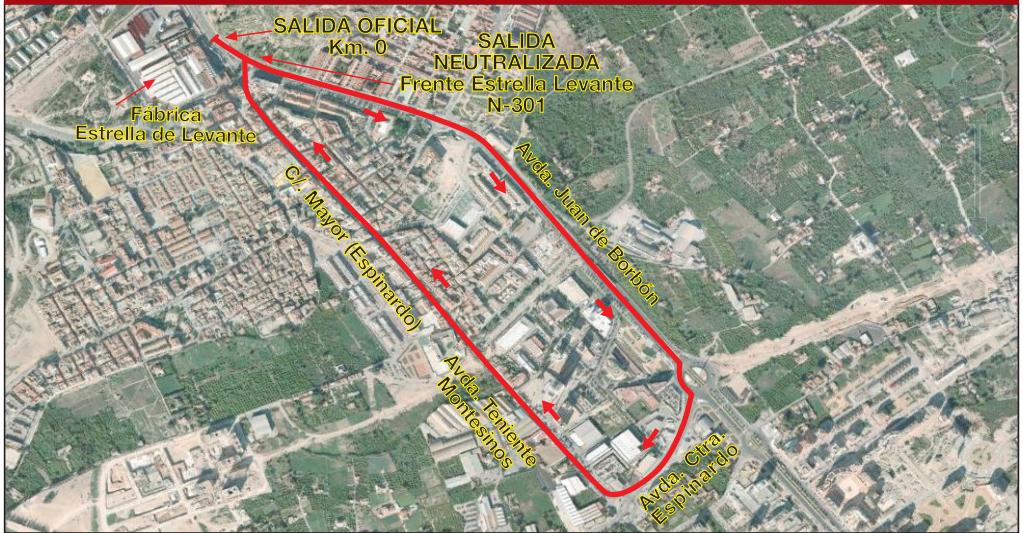 SALIDA OFICIAL
Km. 0
SALIDA
NEUTRALIZADA
Frente Estrella Levante
N-301
Fábrica
Estrella de Levante
Avda. Juan de Borbón
C/. Mayor (Espinardo)
Avda. Teniente
Montesinos
Avda. Ctra.
Espinardo